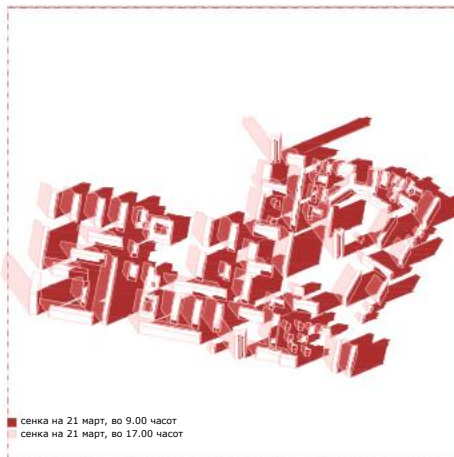 сенка на 21 март, во 9.00 часот
сенка на 21 март, во 17.00 часот